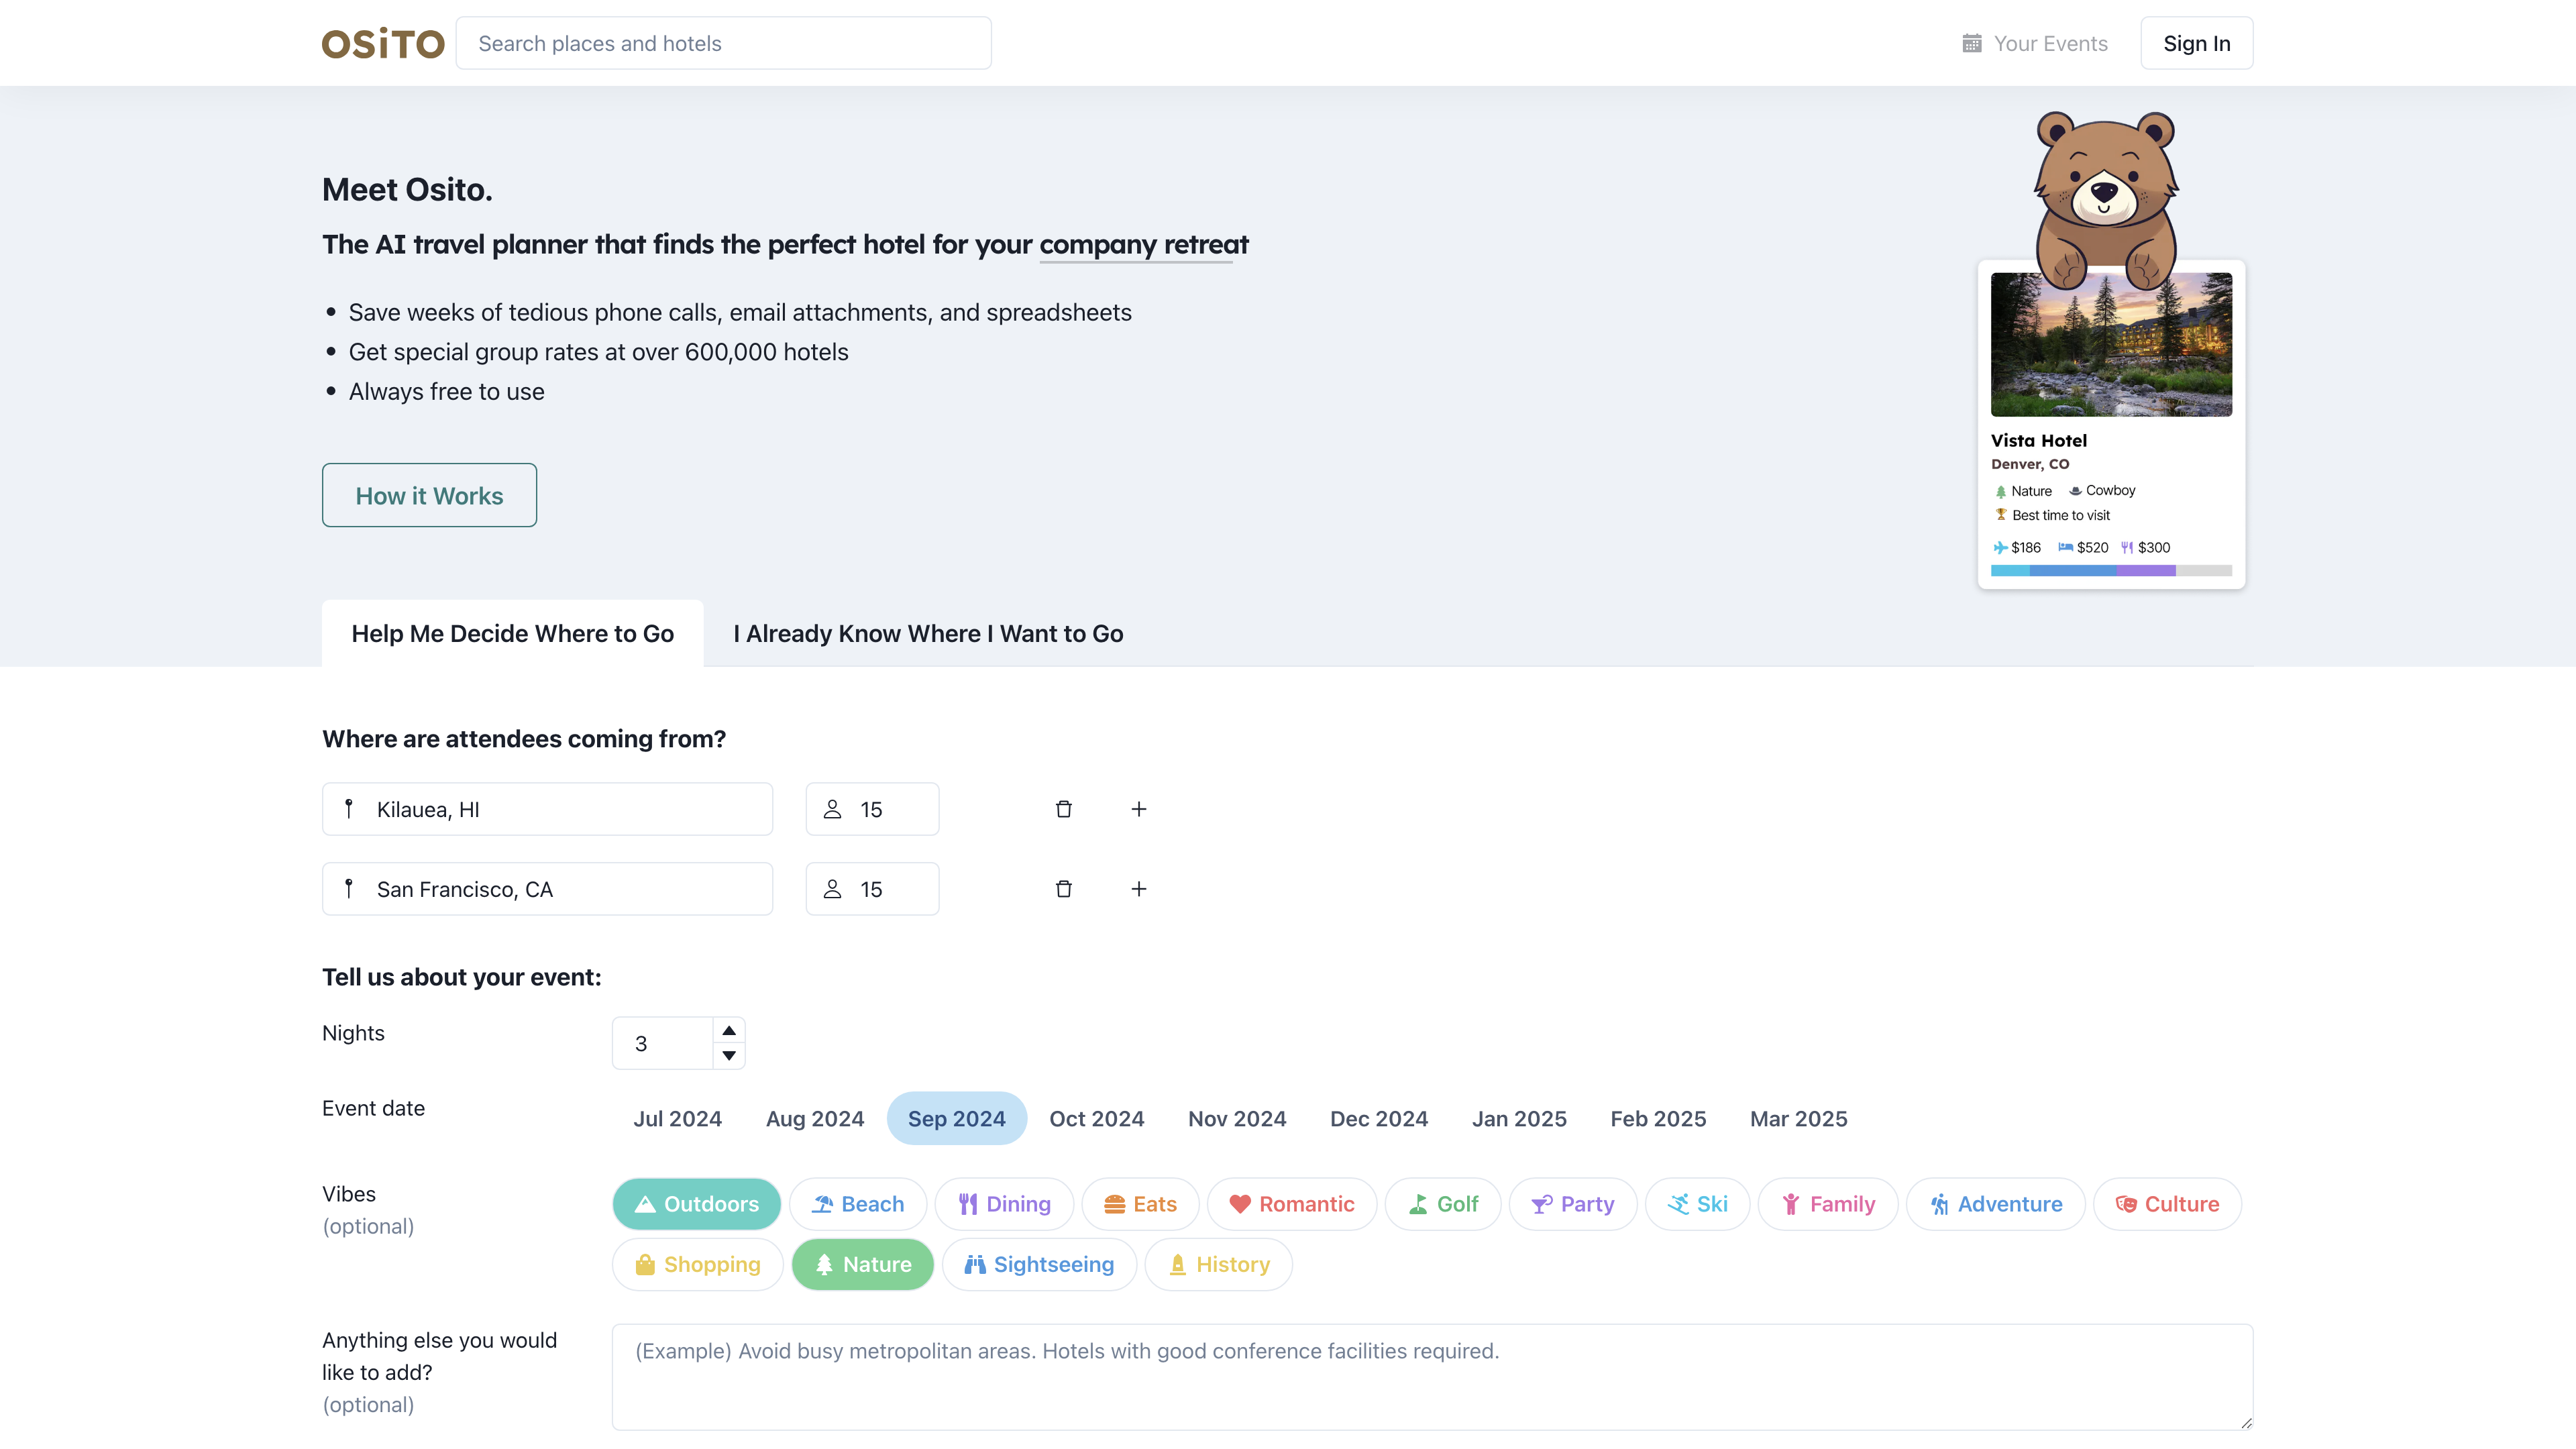 OSiTO
Search places and hotels
Your Events
Sign In
Meet Osito.
The AI travel planner that finds the perfect hotel for your company retreat
• Save weeks of tedious phone calls, email attachments, and spreadsheets
• Get special group rates at over 600,000 hotels
• Always free to use
How it Works
Vista Hotel
Denver, CO
Nature Cowboy
Best time to visit
$186 $520 $300
Help Me Decide Where to Go
I Already Know Where I Want to Go
Where are attendees coming from?
Kilauea, HI 15
San Francisco, CA 15
Tell us about your event:
Nights 3
Event date Jul 2024 Aug 2024 Sep 2024 Oct 2024 Nov 2024 Dec 2024 Jan 2025 Feb 2025 Mar 2025
Vibes
(optional)
Outdoors Beach Dining Eats Romantic Golf Party Ski Family Adventure Culture
Shopping Nature Sightseeing History
Anything else you would
like to add?
(optional)
(Example) Avoid busy metropolitan areas. Hotels with good conference facilities required.